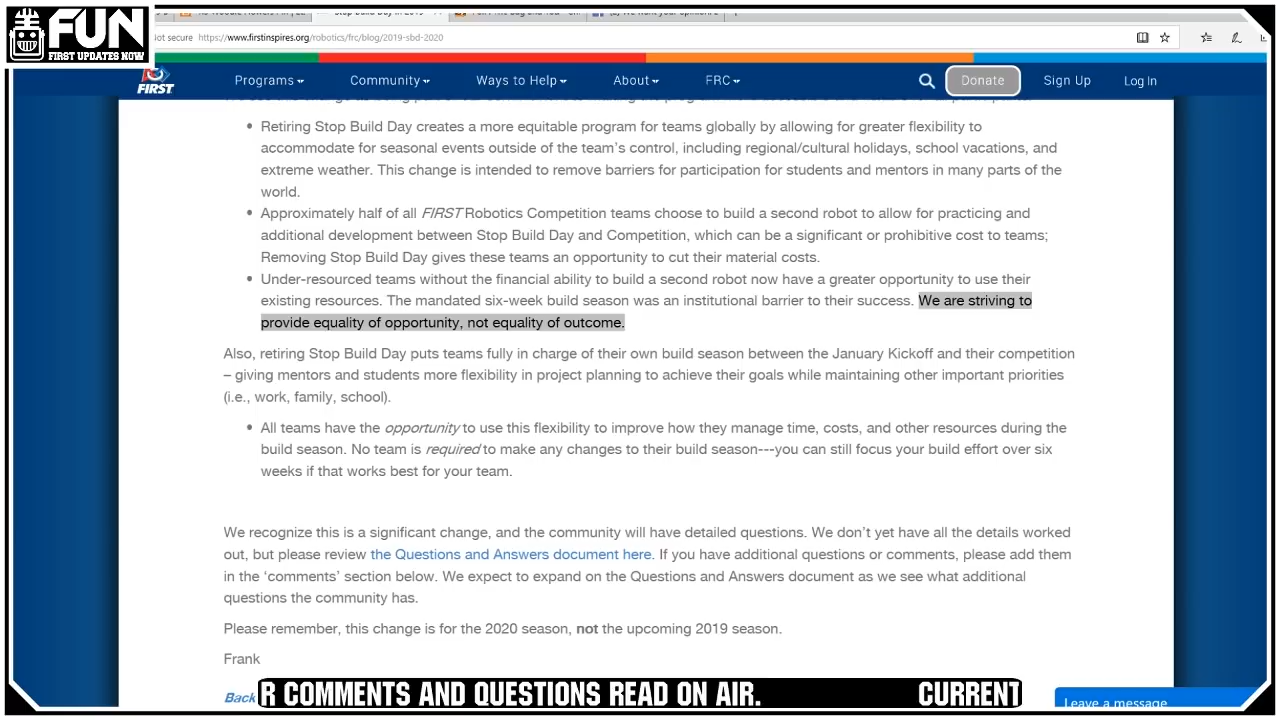 FUN
FIRST UPDATES NOW
Stop Build Day in 2019
Not secure https://www.firstinspires.org/robotics/frc/blog/2019-sbd-2020
FIRST
Programs Community Ways to Help About FRC Donate Sign Up Log In
• Retiring Stop Build Day creates a more equitable program for teams globally by allowing for greater flexibility to
accommodate for seasonal events outside of the team's control, including regional/cultural holidays, school vacations, and
extreme weather. This change is intended to remove barriers for participation for students and mentors in many parts of the
world.
• Approximately half of all FIRST Robotics Competition teams choose to build a second robot to allow for practicing and
additional development between Stop Build Day and Competition, which can be a significant or prohibitive cost to teams;
Removing Stop Build Day gives these teams an opportunity to cut their material costs.
• Under-resourced teams without the financial ability to build a second robot now have a greater opportunity to use their
existing resources. The mandated six-week build season was an institutional barrier to their success. We are striving to
provide equality of opportunity, not equality of outcome.
Also, retiring Stop Build Day puts teams fully in charge of their own build season between the January Kickoff and their competition
– giving mentors and students more flexibility in project planning to achieve their goals while maintaining other important priorities
(i.e., work, family, school).
• All teams have the opportunity to use this flexibility to improve how they manage time, costs, and other resources during the
build season. No team is required to make any changes to their build season---you can still focus your build effort over six
weeks if that works best for your team.
We recognize this is a significant change, and the community will have detailed questions. We don't yet have all the details worked
out, but please review the Questions and Answers document here. If you have additional questions or comments, please add them
in the 'comments' section below. We expect to expand on the Questions and Answers document as we see what additional
questions the community has.
Please remember, this change is for the 2020 season, not the upcoming 2019 season.
Frank
Back
R COMMENTS AND QUESTIONS READ ON AIR. CURRENT
Leave a message